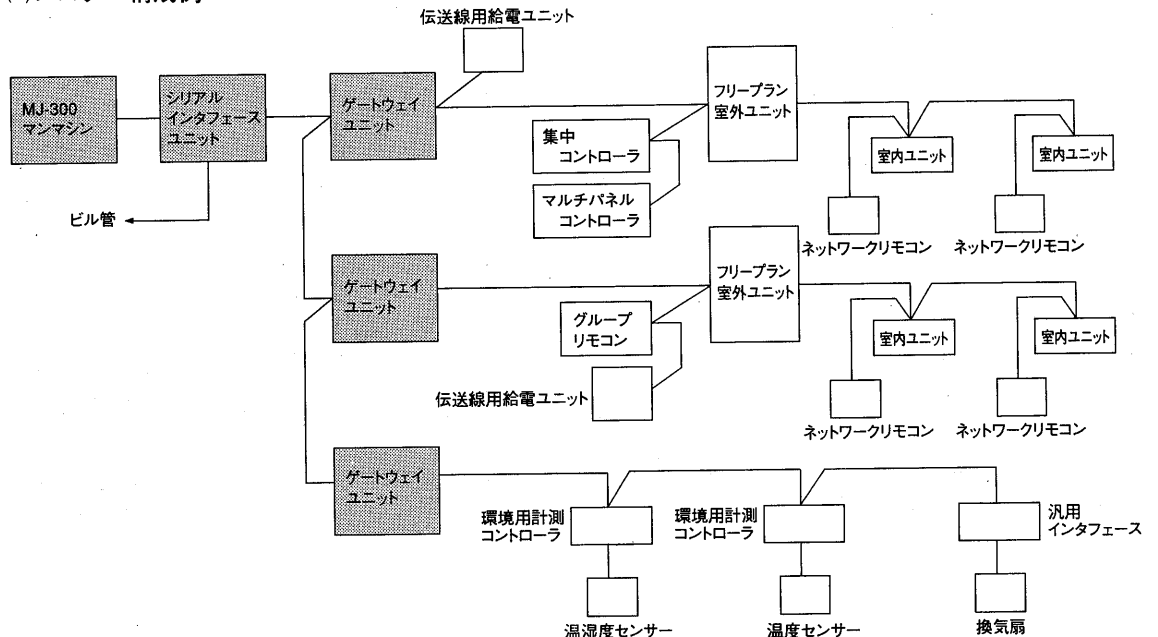 構成例
伝送線用給電ユニット
MJ-300
マンマシン
シリアル
インタフェース
ユニット
ゲートウェイ
ユニット
フリープラン
室外ユニット
集中
コントローラ
マルチパネル
コントローラ
室内ユニット
室内ユニット
ビル管
ネットワークリモコン
ネットワークリモコン
ゲートウェイ
ユニット
フリープラン
室外ユニット
グループ
リモコン
室内ユニット
室内ユニット
伝送線用給電ユニット
ネットワークリモコン
ネットワークリモコン
ゲートウェイ
ユニット
環境用計測
コントローラ
環境用計測
コントローラ
汎用
インタフェース
温湿度センサー
温度センサー
換気扇